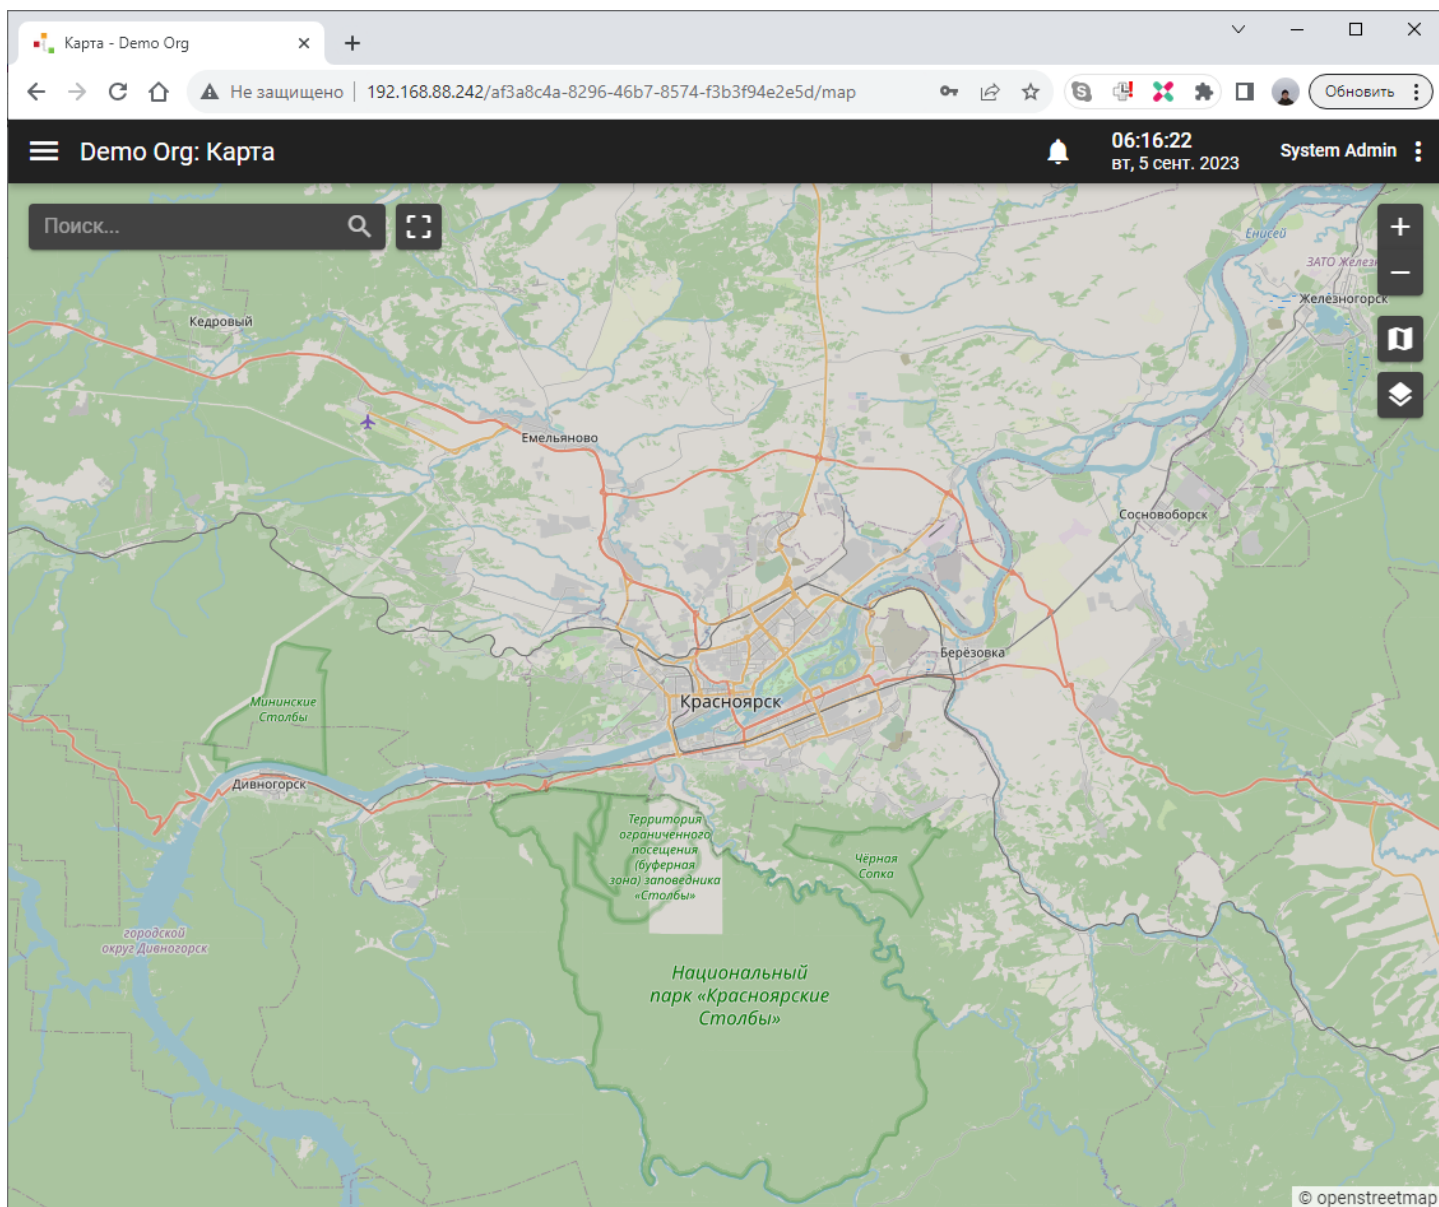 Карта - Demo Org
Не защищено
192.168.88.242/af3a8c4a-8296-46b7-8574-f3b3f94e2e5d/map
Обновить
Demo Org: Карта
06:16:22
вт, 5 сент. 2023
System Admin
Поиск...
Енисей
ЗАТО Желез
Железногорск
Кедровый
Емельяново
Сосновоборск
Берёзовка
Красноярск
Мининские
Столбы
Дивногорск
Территория
ограниченного
посещения
(буферная
зона) заповедника
«Столбы»
Чёрная
Сопка
городской
округ Дивногорск
Национальный
парк «Красноярские
Столбы»
© openstreetmap